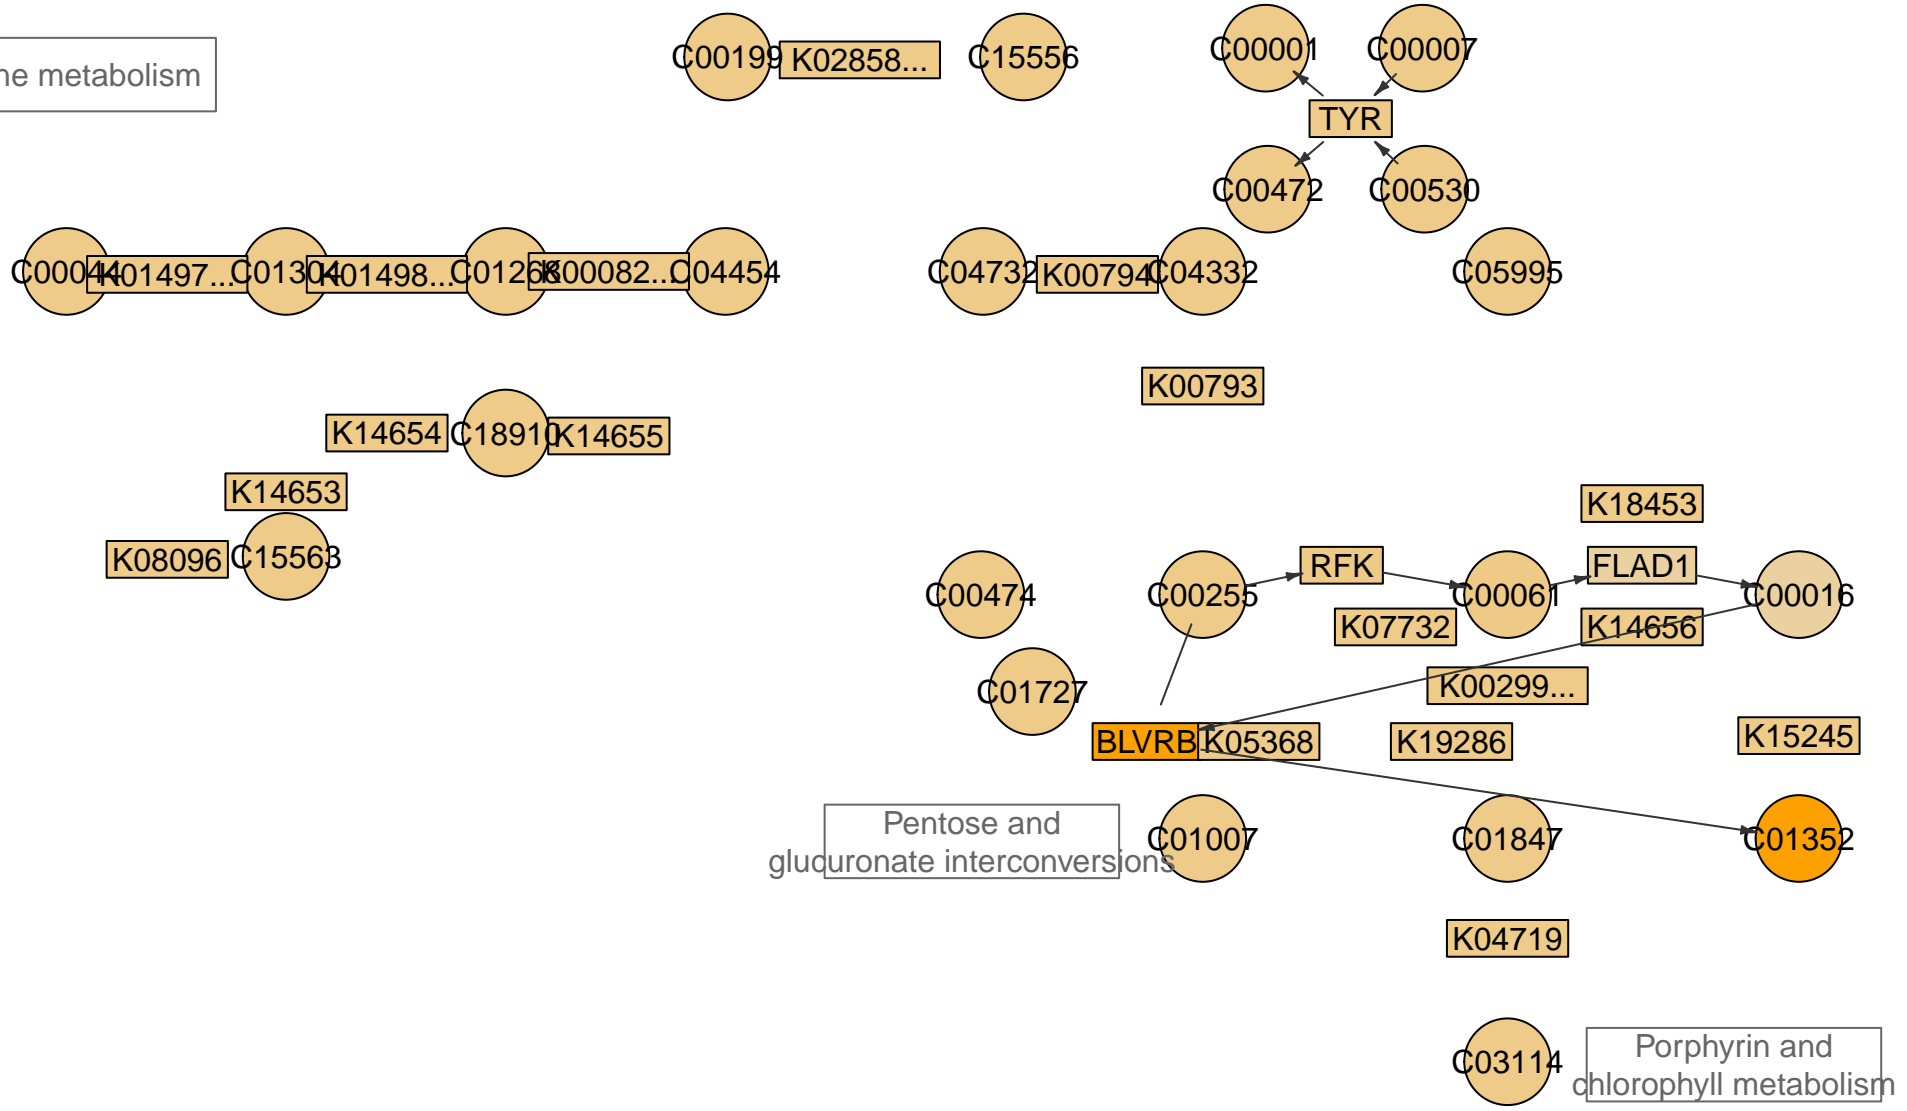 C00199
K02858...
C15556
C00001
C00007
ne metabolism
TYR
C00472
C00530
C00044
K01497...
C01304
K01498...
C01268
K00082...
C04454
C04732
K00794
C04332
C05995
K00793
K14654
C18910
K14655
K14653
K08096
C15563
K18453
C00474
C00255
RFK
C00061
FLAD1
C00016
K07732
K14656
C01727
K00299...
BLVRB
K05368
K19286
K15245
Pentose and
glucuronate interconversions
C01007
C01847
C01352
K04719
C03114
Porphyrin and
chlorophyll metabolism